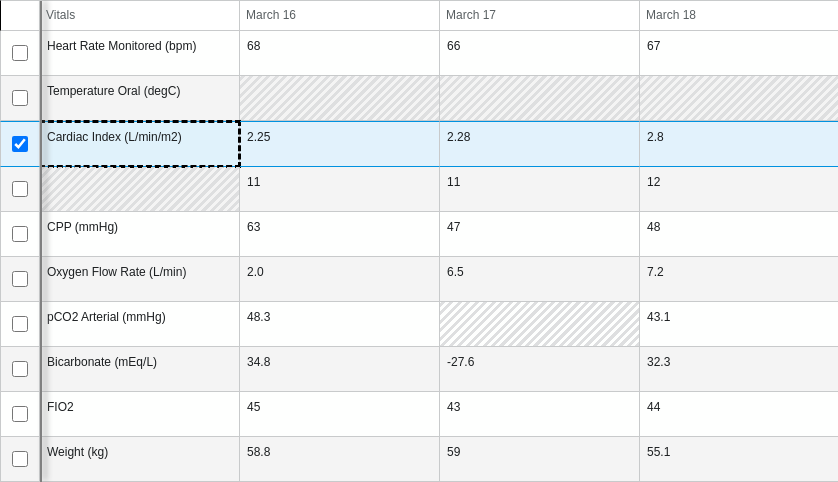 Vitals March 16 March 17 March 18
Heart Rate Monitored (bpm) 68 66 67
Temperature Oral (degC)
Cardiac Index (L/min/m2) 2.25 2.28 2.8
11 11 12
CPP (mmHg) 63 47 48
Oxygen Flow Rate (L/min) 2.0 6.5 7.2
pCO2 Arterial (mmHg) 48.3 43.1
Bicarbonate (mEq/L) 34.8 -27.6 32.3
FIO2 45 43 44
Weight (kg) 58.8 59 55.1